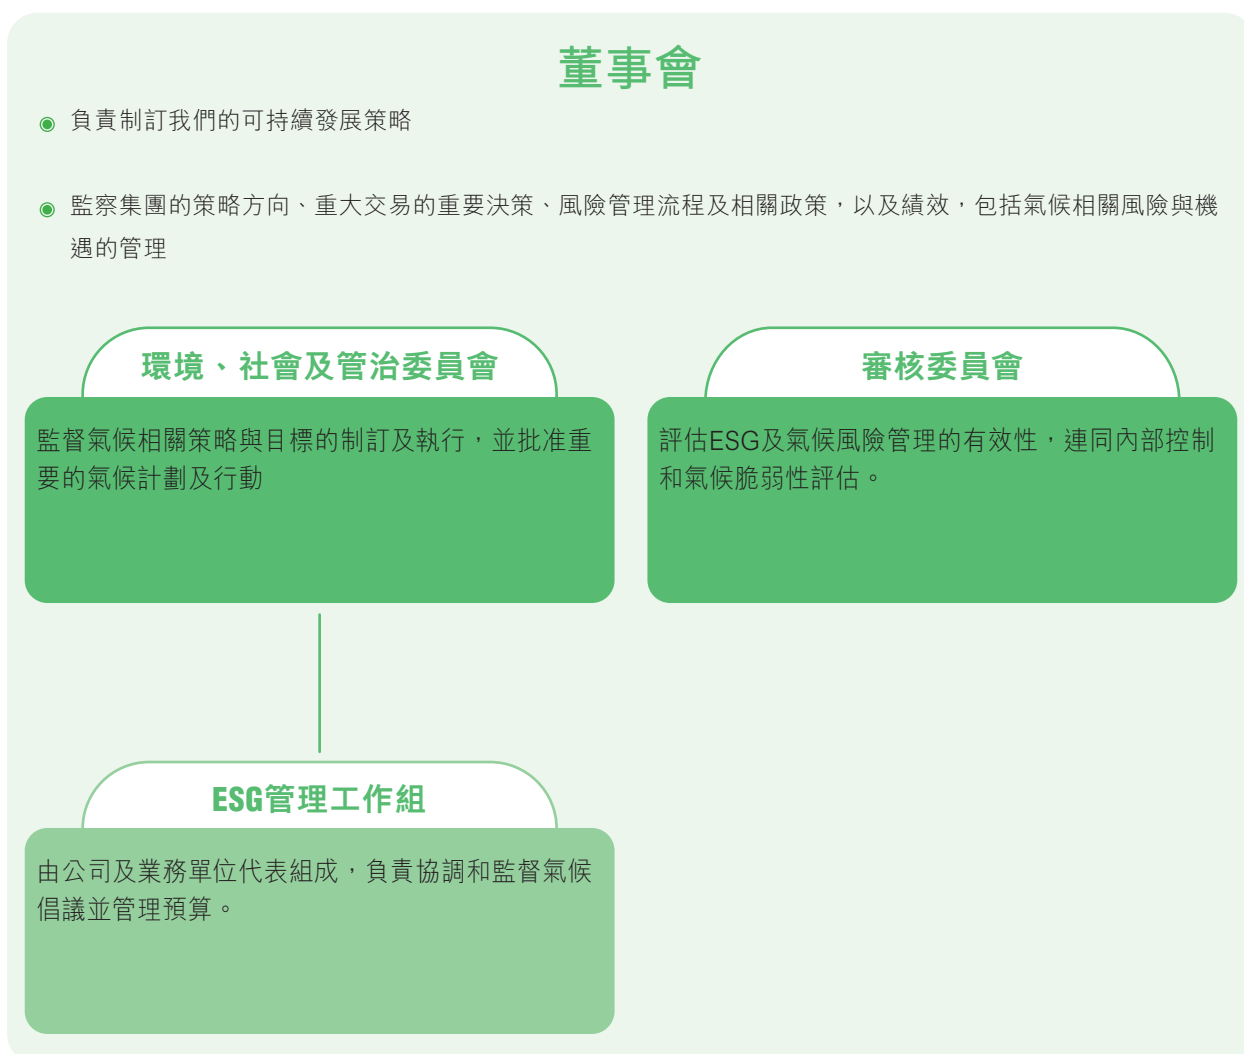 董事會
負責制訂我們的可持續發展策略
監察集團的策略方向、重大交易的重要決策、風險管理流程及相關政策，以及績效，包括氣候相關風險與機
遇的管理
環境、社會及管治委員會
監督氣候相關策略與目標的制訂及執行，並批准重
要的氣候計劃及行動
審核委員會
評估ESG及氣候風險管理的有效性，連同內部控制
和氣候脆弱性評估。
ESG管理工作組
由公司及業務單位代表組成，負責協調和監督氣候
倡議並管理預算。